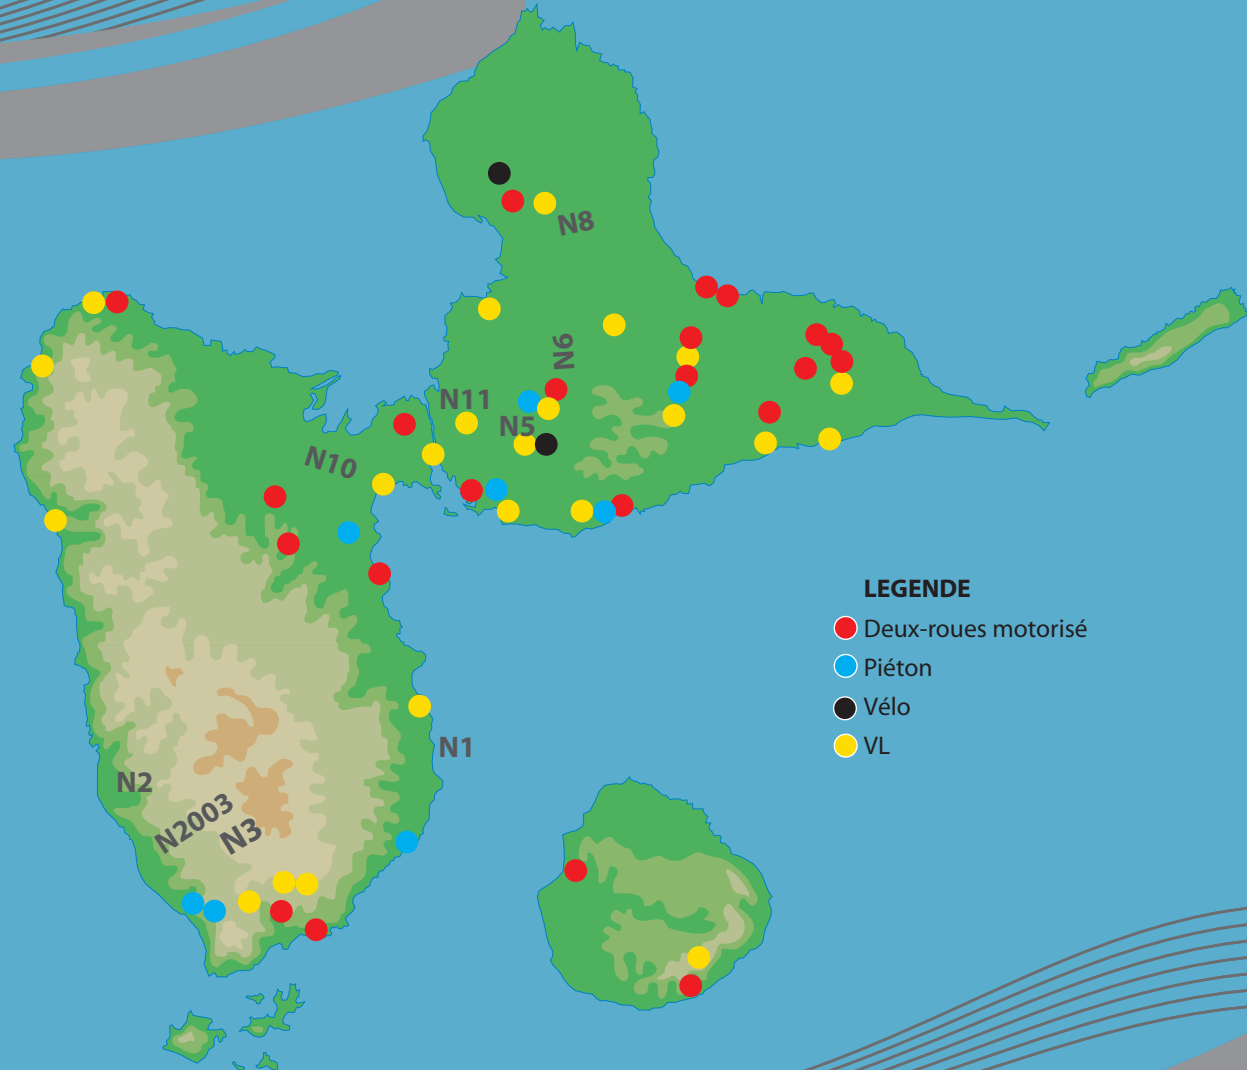 N8
N6
N11
N5
N10
LEGENDE
Deux-roues motorisé
Piéton
Vélo
VL
N1
N2
N2003
N3